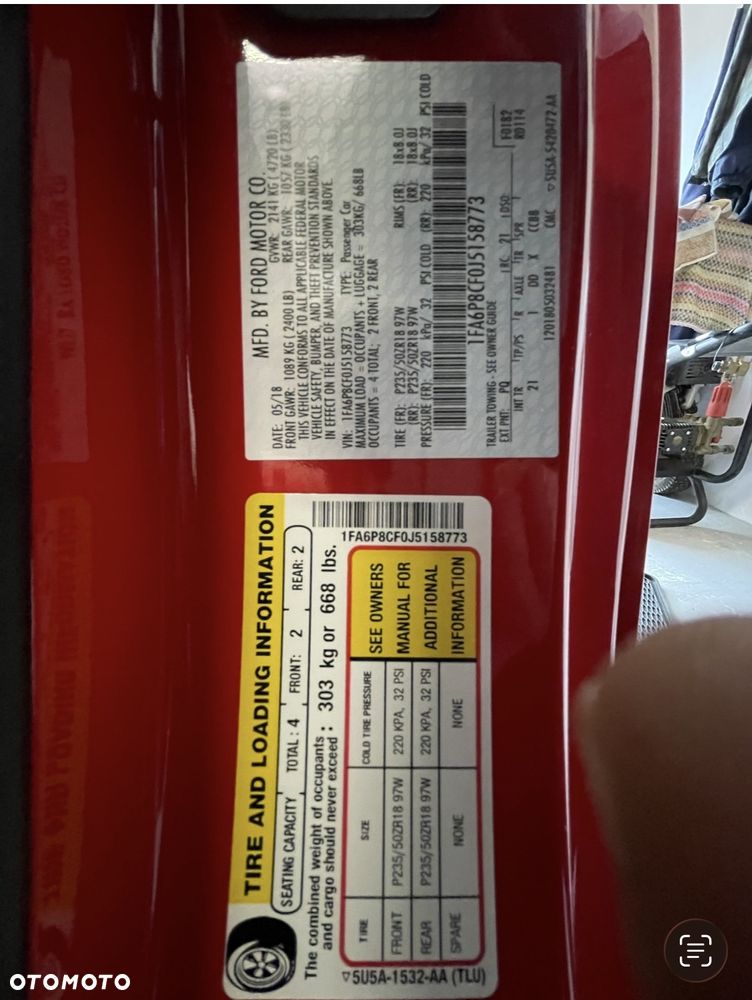 MFD. BY FORD MOTOR CO.
DATE: 05/18 GVWR: 2141 KG ( 4720 LB)
FRONT GAWR: 1089 KG ( 2400 LB) REAR GAWR: 1057 KG ( 2330 LB)
THIS VEHICLE CONFORMS TO ALL APPLICABLE FEDERAL MOTOR
VEHICLE SAFETY, BUMPER, AND THEFT PREVENTION STANDARDS
IN EFFECT ON THE DATE OF MANUFACTURE SHOWN ABOVE.
VIN: 1FA6P8CF0J5158773 TYPE: Passenger Car
MAXIMUM LOAD = OCCUPANTS + LUGGAGE = 303KG/ 668LB
OCCUPANTS = 4 TOTAL; 2 FRONT, 2 REAR
TIRE (FR): P235/50ZR18 97W RIMS (FR): 18x8.0J
(RR): P235/50ZR18 97W (RR): 18x8.0J
PRESSURE (FR): 220 kPa/ 32 PSI COLD (RR): 220 kPa/ 32 PSI COLD
1FA6P8CF0J5158773
TRAILER TOWING - SEE OWNER GUIDE F0182
EXT PNT: PQ RC: 21 DSO: R0114
INT TR TP/PS R AXLE TR SPR
21 I DD X CCBB
1201805032481 CMC 5U5A-5420472-AA
TIRE AND LOADING INFORMATION
SEATING CAPACITY TOTAL : 4 FRONT: 2 REAR: 2
The combined weight of occupants
and cargo should never exceed : 303 kg or 668 lbs.
1FA6P8CF0J5158773
TIRE SIZE COLD TIRE PRESSURE
FRONT P235/50ZR18 97W 220 KPA, 32 PSI
REAR P235/50ZR18 97W 220 KPA, 32 PSI
SPARE NONE NONE
SEE OWNERS
MANUAL FOR
ADDITIONAL
INFORMATION
5U5A-1532-AA (TLU)
OTOMOTO